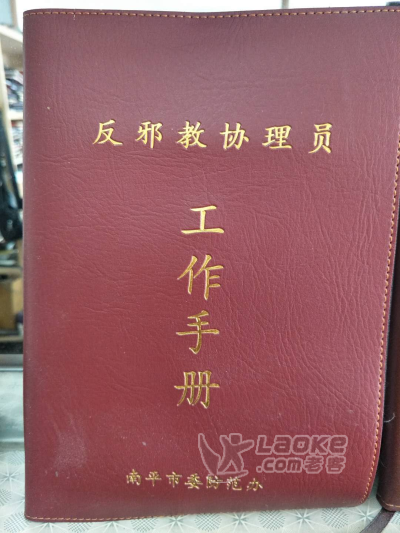 反邪教协理员
工作手册
南平市委防范办
LAOKE
.com老客